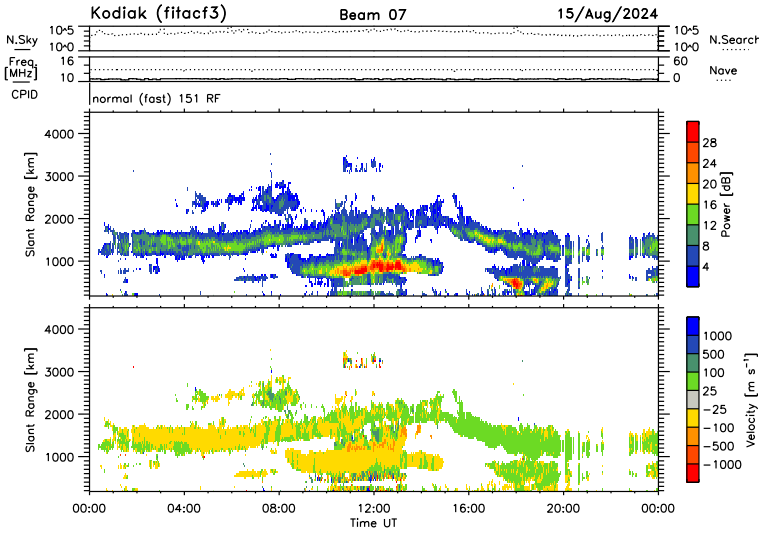 Kodiak (fitacf3) Beam 07 15/Aug/2024
N.Sky 10^5 10^0 10^5 10^0 N.Search
Freq. [MHz] 16 10 60 0 Nave
CPID normal (fast) 151 RF
Slant Range [km]
4000
3000
2000
1000
28
24
20
16
12
8
4
Power [dB]
Slant Range [km]
4000
3000
2000
1000
1000
500
100
25
−25
−100
−500
−1000
Velocity [m s⁻¹]
00:00 04:00 08:00 12:00 16:00 20:00 00:00
Time UT